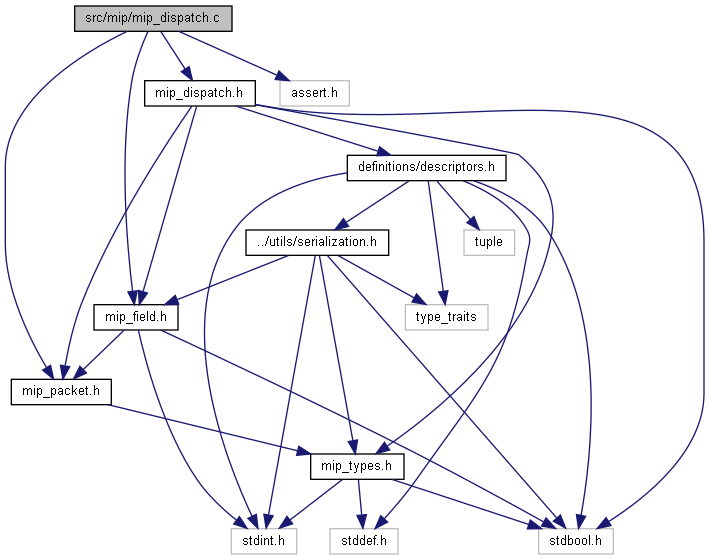 src/mip/mip_dispatch.c
mip_dispatch.h
assert.h
definitions/descriptors.h
../utils/serialization.h
tuple
mip_field.h
type_traits
mip_packet.h
mip_types.h
stdint.h
stddef.h
stdbool.h